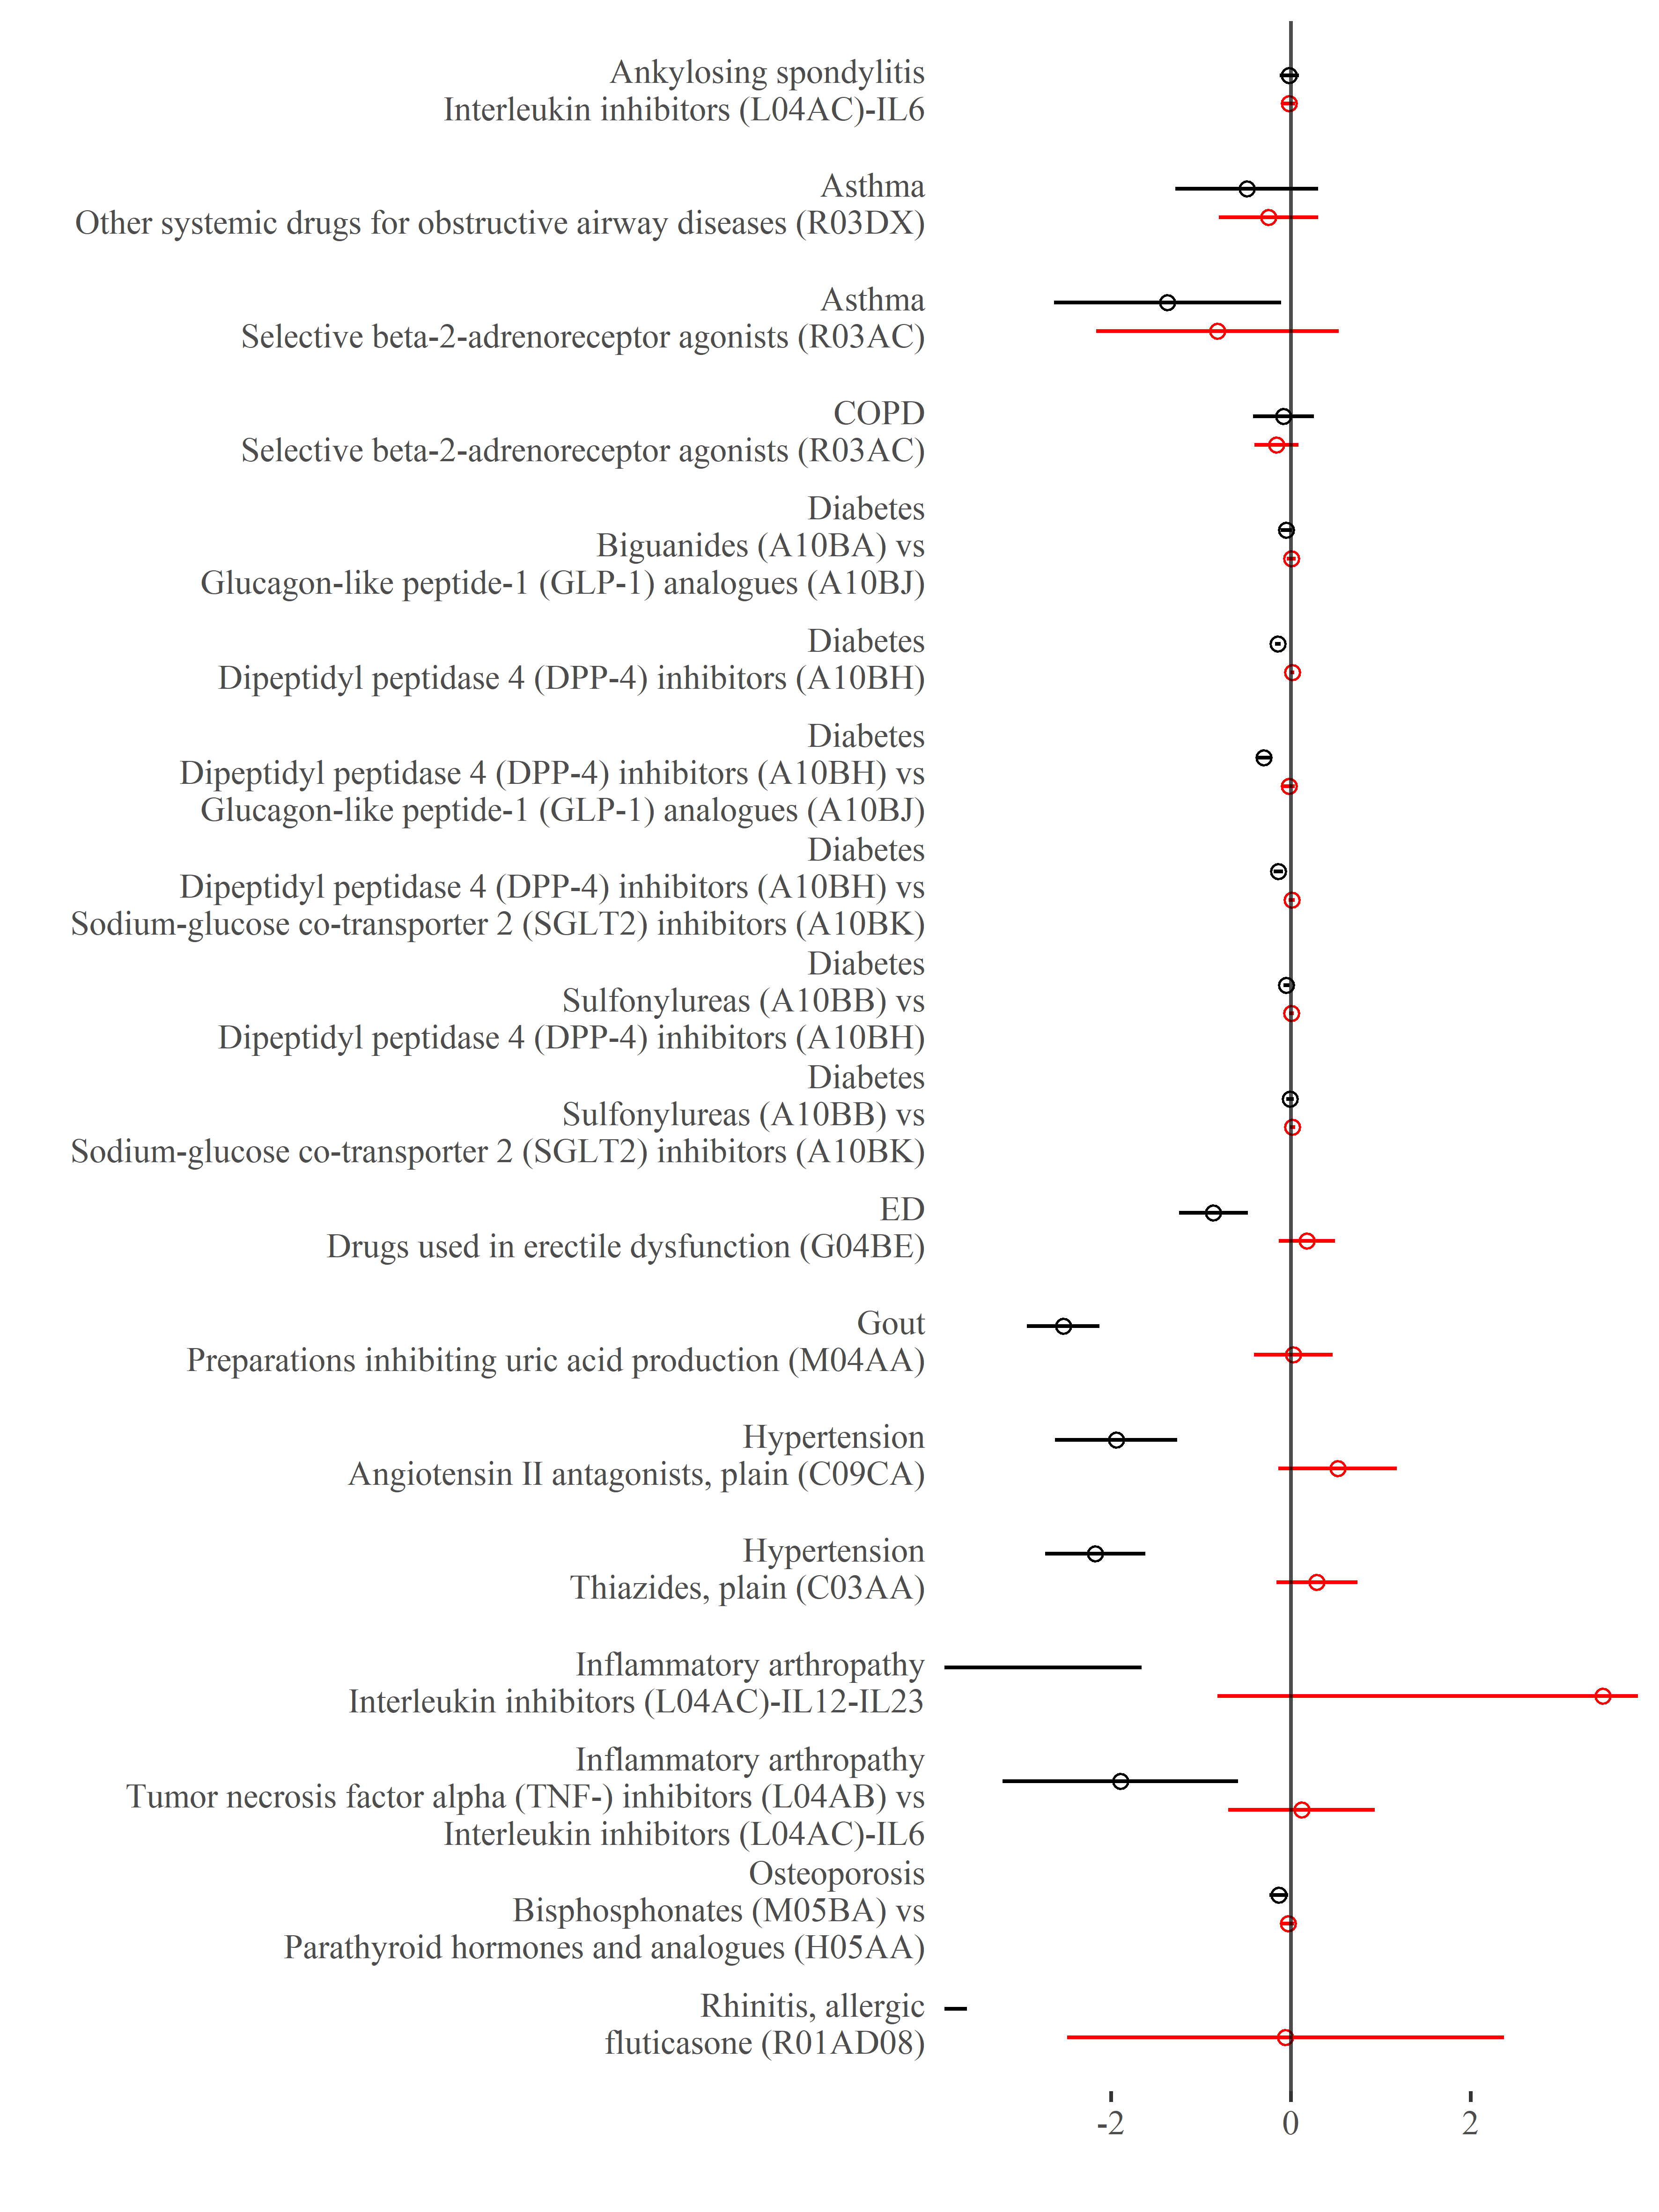 Ankylosing spondylitis
Interleukin inhibitors (L04AC)-IL6
Asthma
Other systemic drugs for obstructive airway diseases (R03DX)
Asthma
Selective beta-2-adrenoreceptor agonists (R03AC)
COPD
Selective beta-2-adrenoreceptor agonists (R03AC)
Diabetes
Biguanides (A10BA) vs
Glucagon-like peptide-1 (GLP-1) analogues (A10BJ)
Diabetes
Dipeptidyl peptidase 4 (DPP-4) inhibitors (A10BH)
Diabetes
Dipeptidyl peptidase 4 (DPP-4) inhibitors (A10BH) vs
Glucagon-like peptide-1 (GLP-1) analogues (A10BJ)
Diabetes
Dipeptidyl peptidase 4 (DPP-4) inhibitors (A10BH) vs
Sodium-glucose co-transporter 2 (SGLT2) inhibitors (A10BK)
Diabetes
Sulfonylureas (A10BB) vs
Dipeptidyl peptidase 4 (DPP-4) inhibitors (A10BH)
Diabetes
Sulfonylureas (A10BB) vs
Sodium-glucose co-transporter 2 (SGLT2) inhibitors (A10BK)
ED
Drugs used in erectile dysfunction (G04BE)
Gout
Preparations inhibiting uric acid production (M04AA)
Hypertension
Angiotensin II antagonists, plain (C09CA)
Hypertension
Thiazides, plain (C03AA)
Inflammatory arthropathy
Interleukin inhibitors (L04AC)-IL12-IL23
Inflammatory arthropathy
Tumor necrosis factor alpha (TNF-) inhibitors (L04AB) vs
Interleukin inhibitors (L04AC)-IL6
Osteoporosis
Bisphosphonates (M05BA) vs
Parathyroid hormones and analogues (H05AA)
Rhinitis, allergic
fluticasone (R01AD08)
-2 0 2